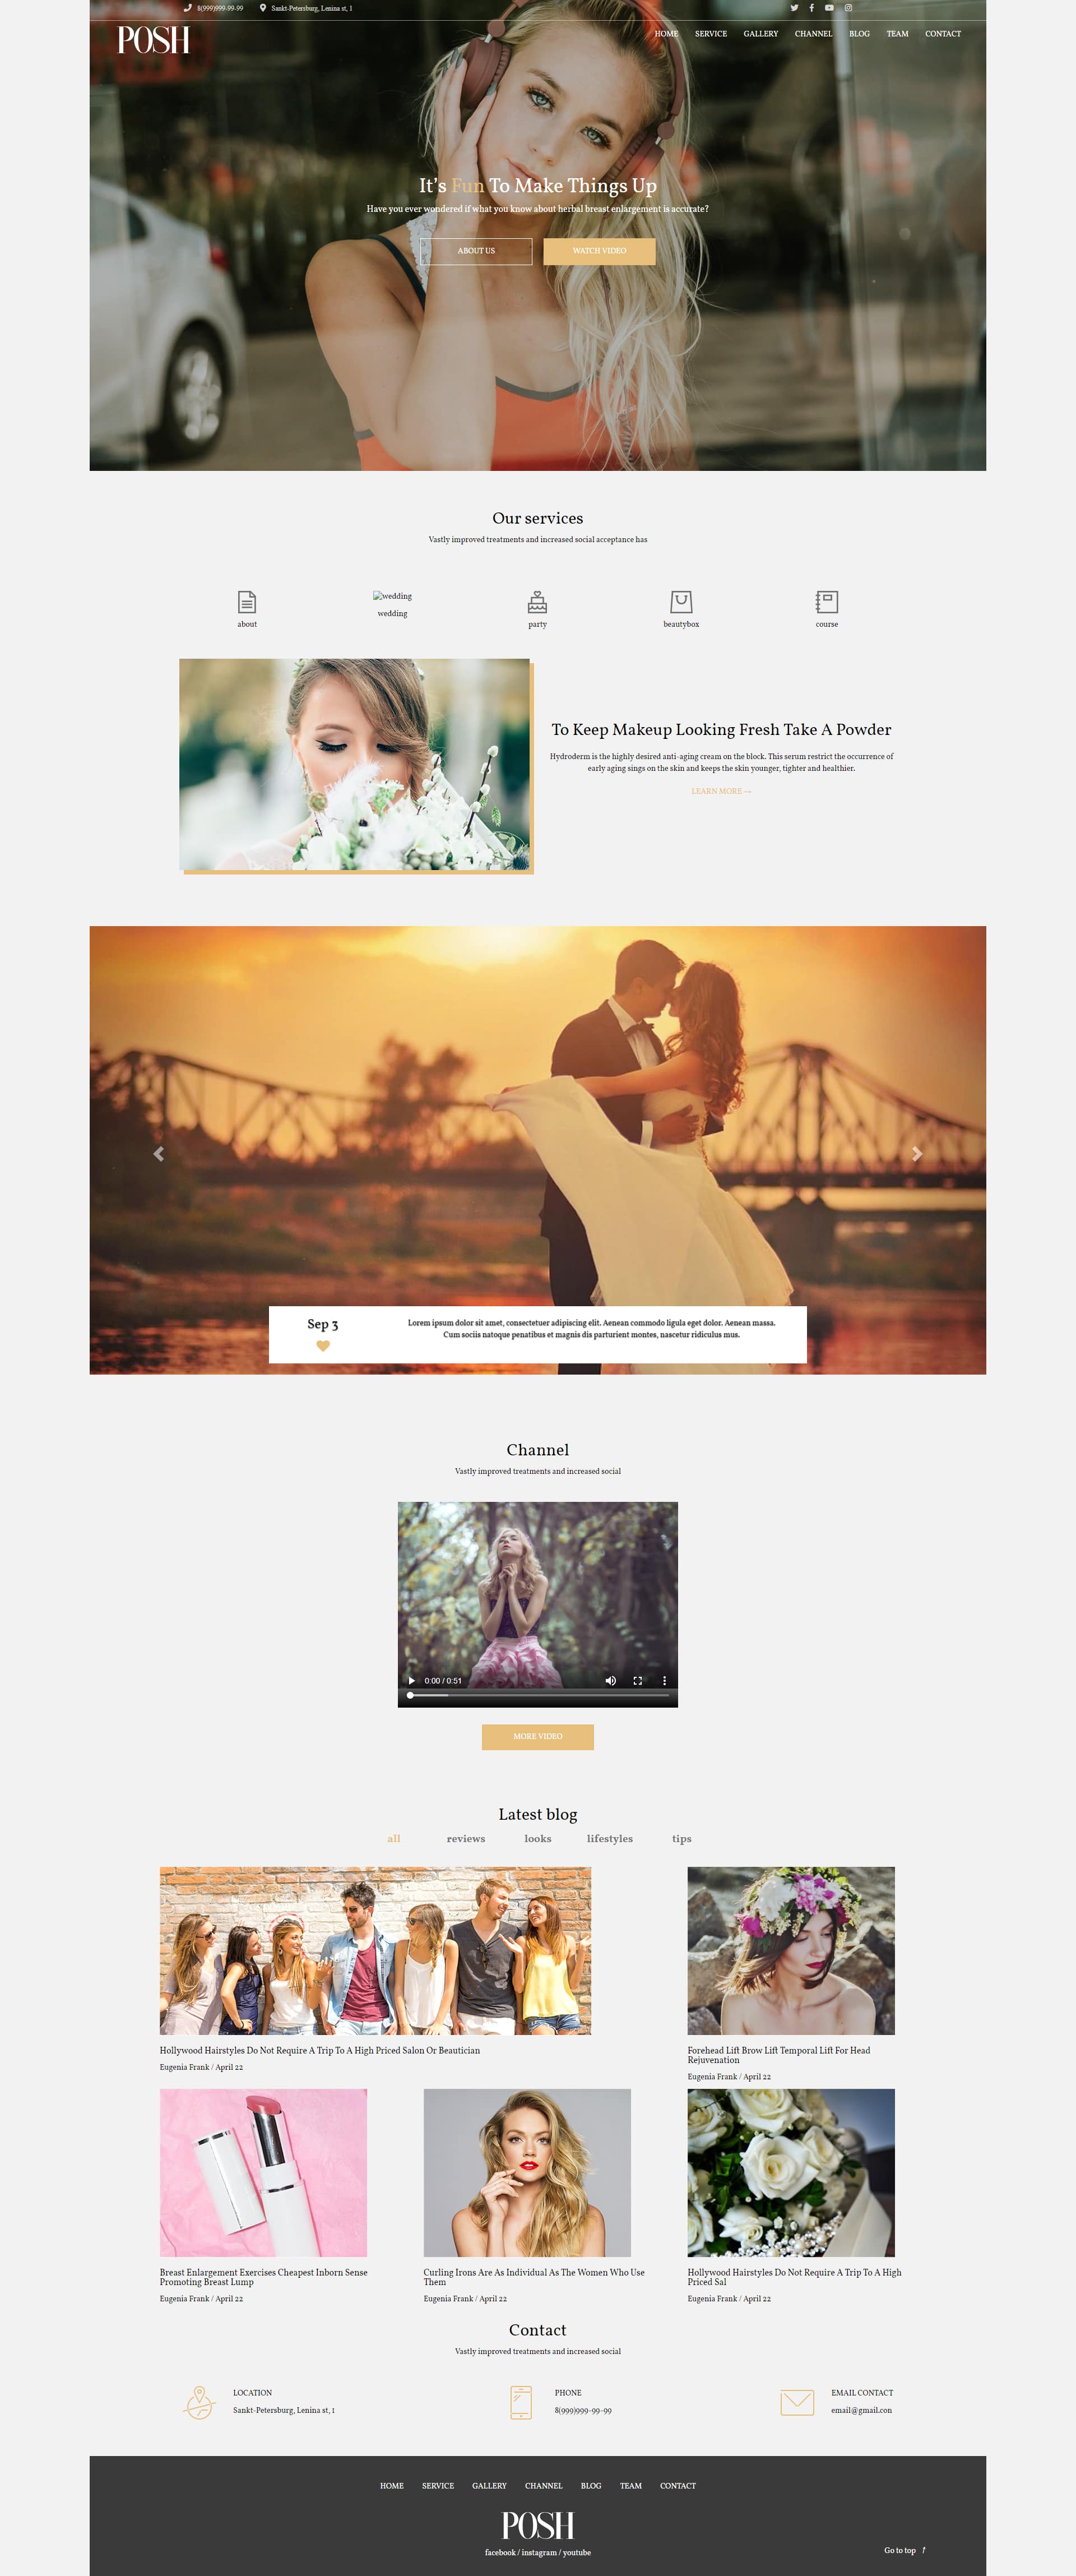 8(999)999-99-99 Sankt-Petersburg, Lenina st, 1
POSH
HOME SERVICE GALLERY CHANNEL BLOG TEAM CONTACT
It's Fun To Make Things Up
Have you ever wondered if what you know about herbal breast enlargement is accurate?
ABOUT US WATCH VIDEO
Our services
Vastly improved treatments and increased social acceptance has
wedding
about wedding party beautybox course
To Keep Makeup Looking Fresh Take A Powder
Hydroderm is the highly desired anti-aging cream on the block. This serum restrict the occurrence of
early aging sings on the skin and keeps the skin younger, tighter and healthier.
LEARN MORE →
Sep 3
Lorem ipsum dolor sit amet, consectetuer adipiscing elit. Aenean commodo ligula eget dolor. Aenean massa.
Cum sociis natoque penatibus et magnis dis parturient montes, nascetur ridiculus mus.
Channel
Vastly improved treatments and increased social
0:00 / 0:51
MORE VIDEO
Latest blog
all reviews looks lifestyles tips
Hollywood Hairstyles Do Not Require A Trip To A High Priced Salon Or Beautician
Eugenia Frank / April 22
Forehead Lift Brow Lift Temporal Lift For Head
Rejuvenation
Eugenia Frank / April 22
Breast Enlargement Exercises Cheapest Inborn Sense
Promoting Breast Lump
Eugenia Frank / April 22
Curling Irons Are As Individual As The Women Who Use
Them
Eugenia Frank / April 22
Hollywood Hairstyles Do Not Require A Trip To A High
Priced Sal
Eugenia Frank / April 22
Contact
Vastly improved treatments and increased social
LOCATION
Sankt-Petersburg, Lenina st, 1
PHONE
8(999)999-99-99
EMAIL CONTACT
email@gmail.con
HOME SERVICE GALLERY CHANNEL BLOG TEAM CONTACT
POSH
facebook / instagram / youtube
Go to top ↑